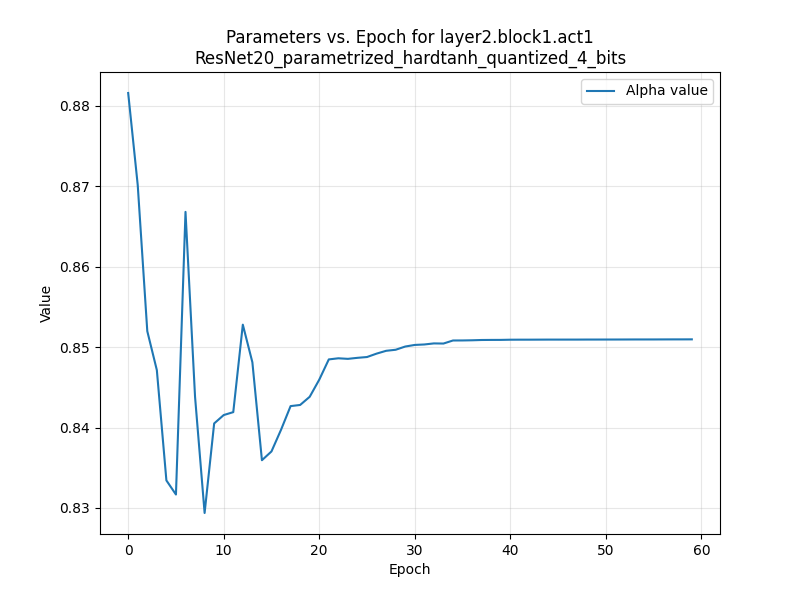 Parameters vs. Epoch for layer2.block1.act1
ResNet20_parametrized_hardtanh_quantized_4_bits
Alpha value
0.88
0.87
0.86
0.85
0.84
0.83
Value
0 10 20 30 40 50 60
Epoch